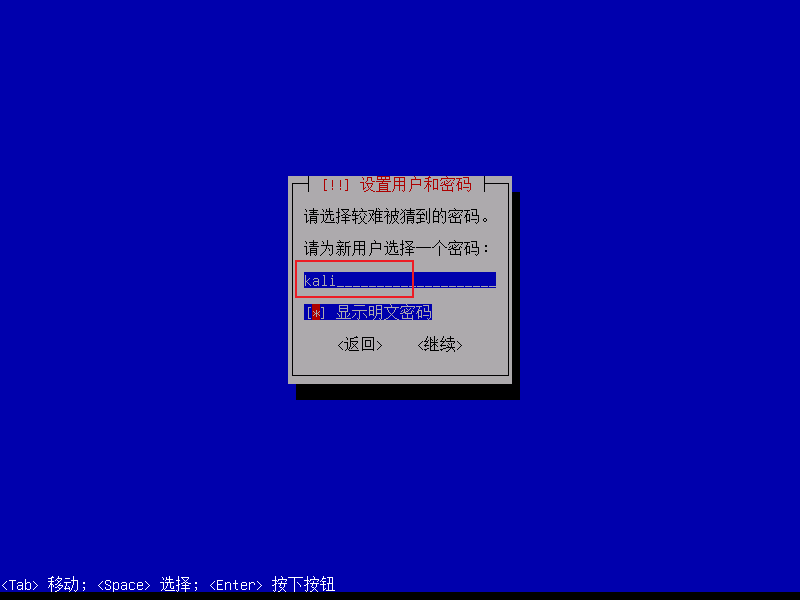 [!!] 设置用户和密码
请选择较难被猜到的密码。
请为新用户选择一个密码：
kali____________________
[*] 显示明文密码
<返回> <继续>
<Tab> 移动; <Space> 选择; <Enter> 按下按钮